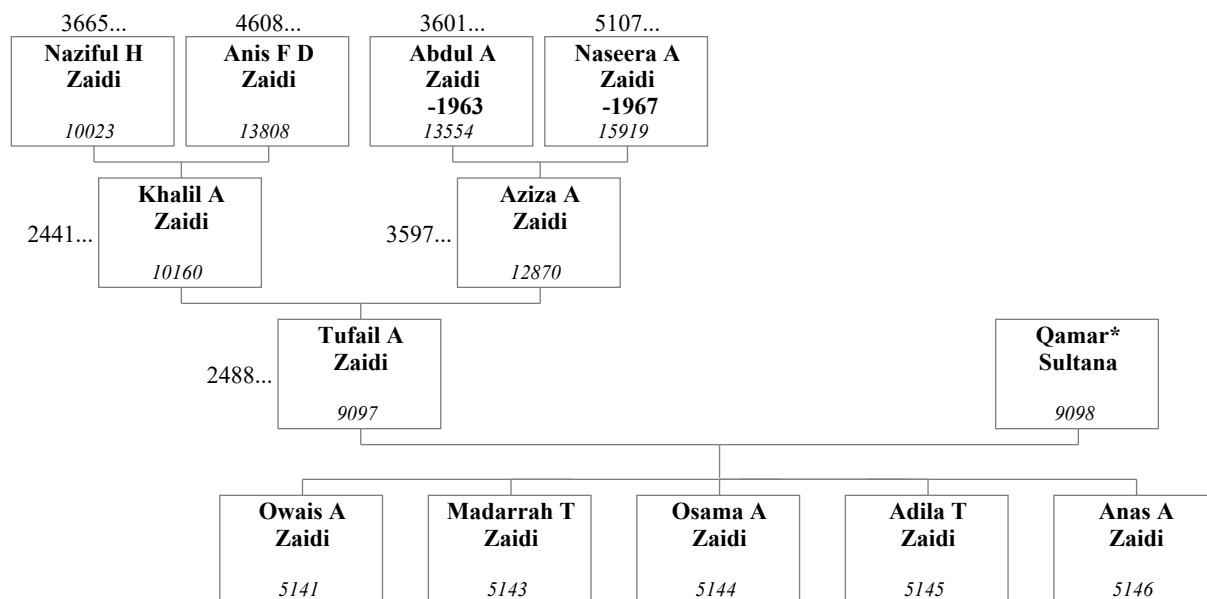 3665...
4608...
3601...
5107...
Naziful H
Zaidi
10023
Anis F D
Zaidi
13808
Abdul A
Zaidi
-1963
13554
Naseera A
Zaidi
-1967
15919
2441...
Khalil A
Zaidi
10160
3597...
Aziza A
Zaidi
12870
2488...
Tufail A
Zaidi
9097
Qamar*
Sultana
9098
Owais A
Zaidi
5141
Madarrah T
Zaidi
5143
Osama A
Zaidi
5144
Adila T
Zaidi
5145
Anas A
Zaidi
5146